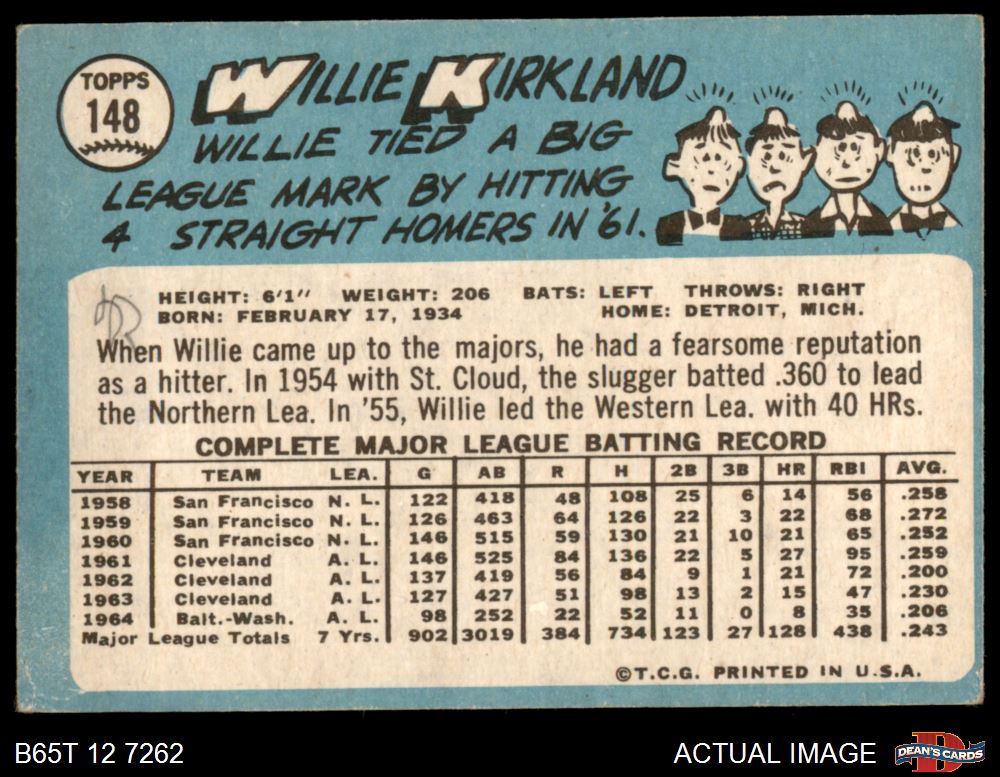 TOPPS
148
WILLIE KIRKLAND
WILLIE TIED A BIG
LEAGUE MARK BY HITTING
4 STRAIGHT HOMERS IN '61.
HEIGHT: 6'1" WEIGHT: 206 BATS: LEFT THROWS: RIGHT
BORN: FEBRUARY 17, 1934 HOME: DETROIT, MICH.
When Willie came up to the majors, he had a fearsome reputation
as a hitter. In 1954 with St. Cloud, the slugger batted .360 to lead
the Northern Lea. In '55, Willie led the Western Lea. with 40 HRs.
COMPLETE MAJOR LEAGUE BATTING RECORD
YEAR TEAM LEA. G AB R H 2B 3B HR RBI AVG.
1958 San Francisco N. L. 122 418 48 108 25 6 14 56 .258
1959 San Francisco N. L. 126 463 64 126 22 3 22 68 .272
1960 San Francisco N. L. 146 515 59 130 21 10 21 65 .252
1961 Cleveland A. L. 146 525 84 136 22 5 27 95 .259
1962 Cleveland A. L. 137 419 56 84 9 1 21 72 .200
1963 Cleveland A. L. 127 427 51 98 13 2 15 47 .230
1964 Balt.-Wash. A. L. 98 252 22 52 11 0 8 35 .206
Major League Totals 7 Yrs. 902 3019 384 734 123 27 128 438 .243
©T.C.G. PRINTED IN U.S.A.
B65T 12 7262 ACTUAL IMAGE DEAN'S CARDS